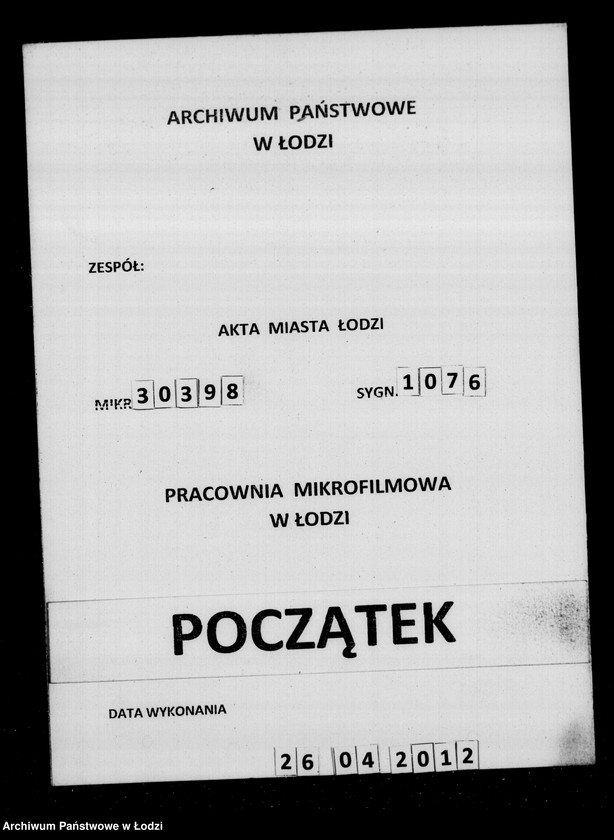 ARCHIWUM PAŃSTWOWE
W ŁODZI
ZESPÓŁ:
AKTA MIASTA ŁODZI
MIKR 30398 SYGN. 1076
PRACOWNIA MIKROFILMOWA
W ŁODZI
POCZĄTEK
DATA WYKONANIA
26 04 2012
Archiwum Państwowe w Łodzi